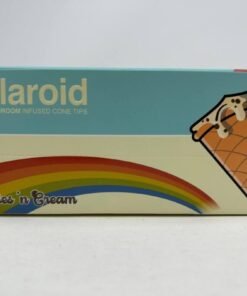 laroid
ROOM INFUSED CONE TIPS
es 'n Cream